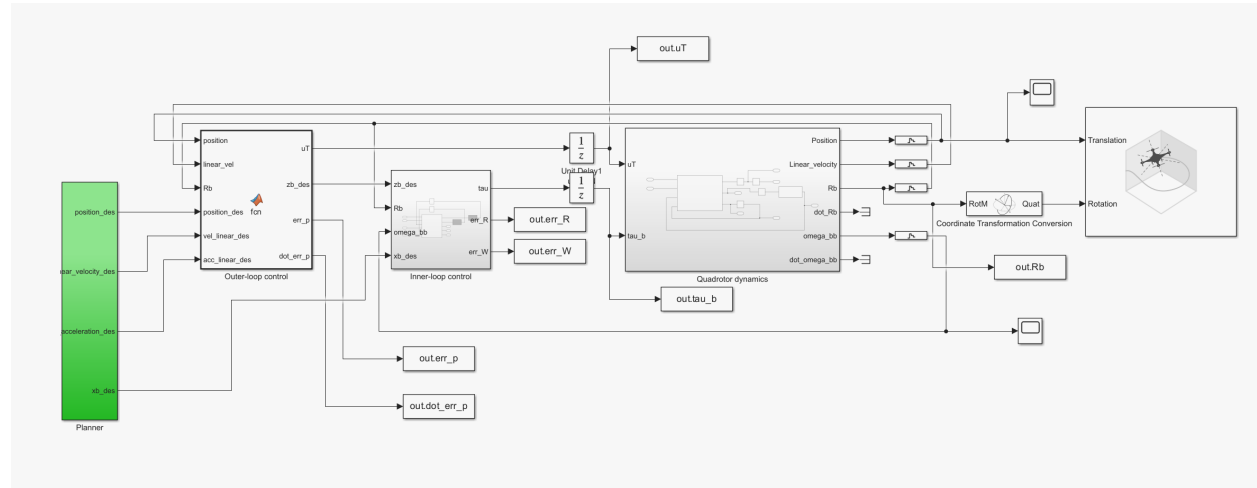 out.uT
position
linear_vel
Rb
position_des
vel_linear_des
acc_linear_des
fcn
uT
zb_des
err_p
dot_err_p
Outer-loop control
position_des
ear_velocity_des
acceleration_des
xb_des
Planner
zb_des
Rb
omega_bb
xb_des
tau
err_R
err_W
Inner-loop control
out.err_R
out.err_W
1
z
Unit Delay1
1
z
uT
tau_b
Position
Linear_velocity
Rb
dot_Rb
omega_bb
dot_omega_bb
Quadrotor dynamics
out.tau_b
RotM
Quat
Coordinate Transformation Conversion
out.Rb
Translation
Rotation
out.err_p
out.dot_err_p